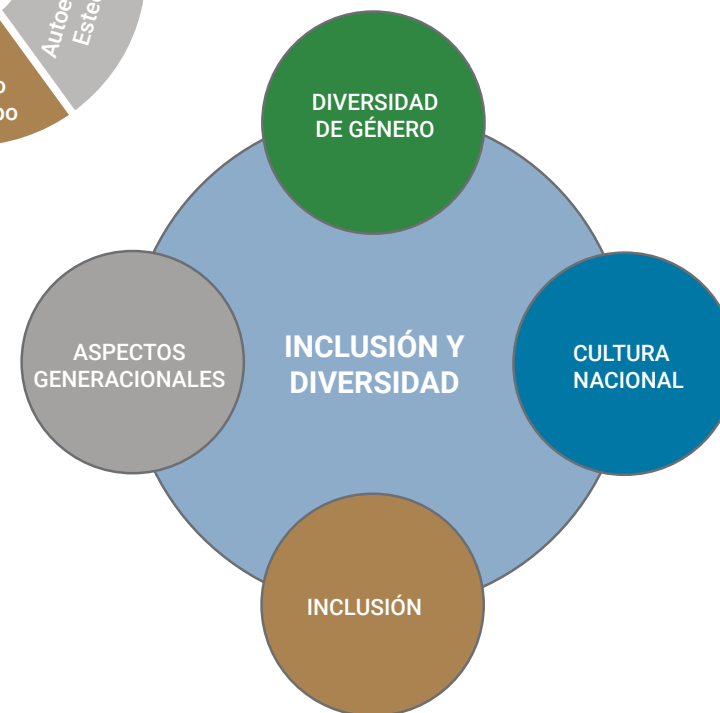 DIVERSIDAD
DE GÉNERO
ASPECTOS
GENERACIONALES
INCLUSIÓN Y
DIVERSIDAD
CULTURA
NACIONAL
INCLUSIÓN